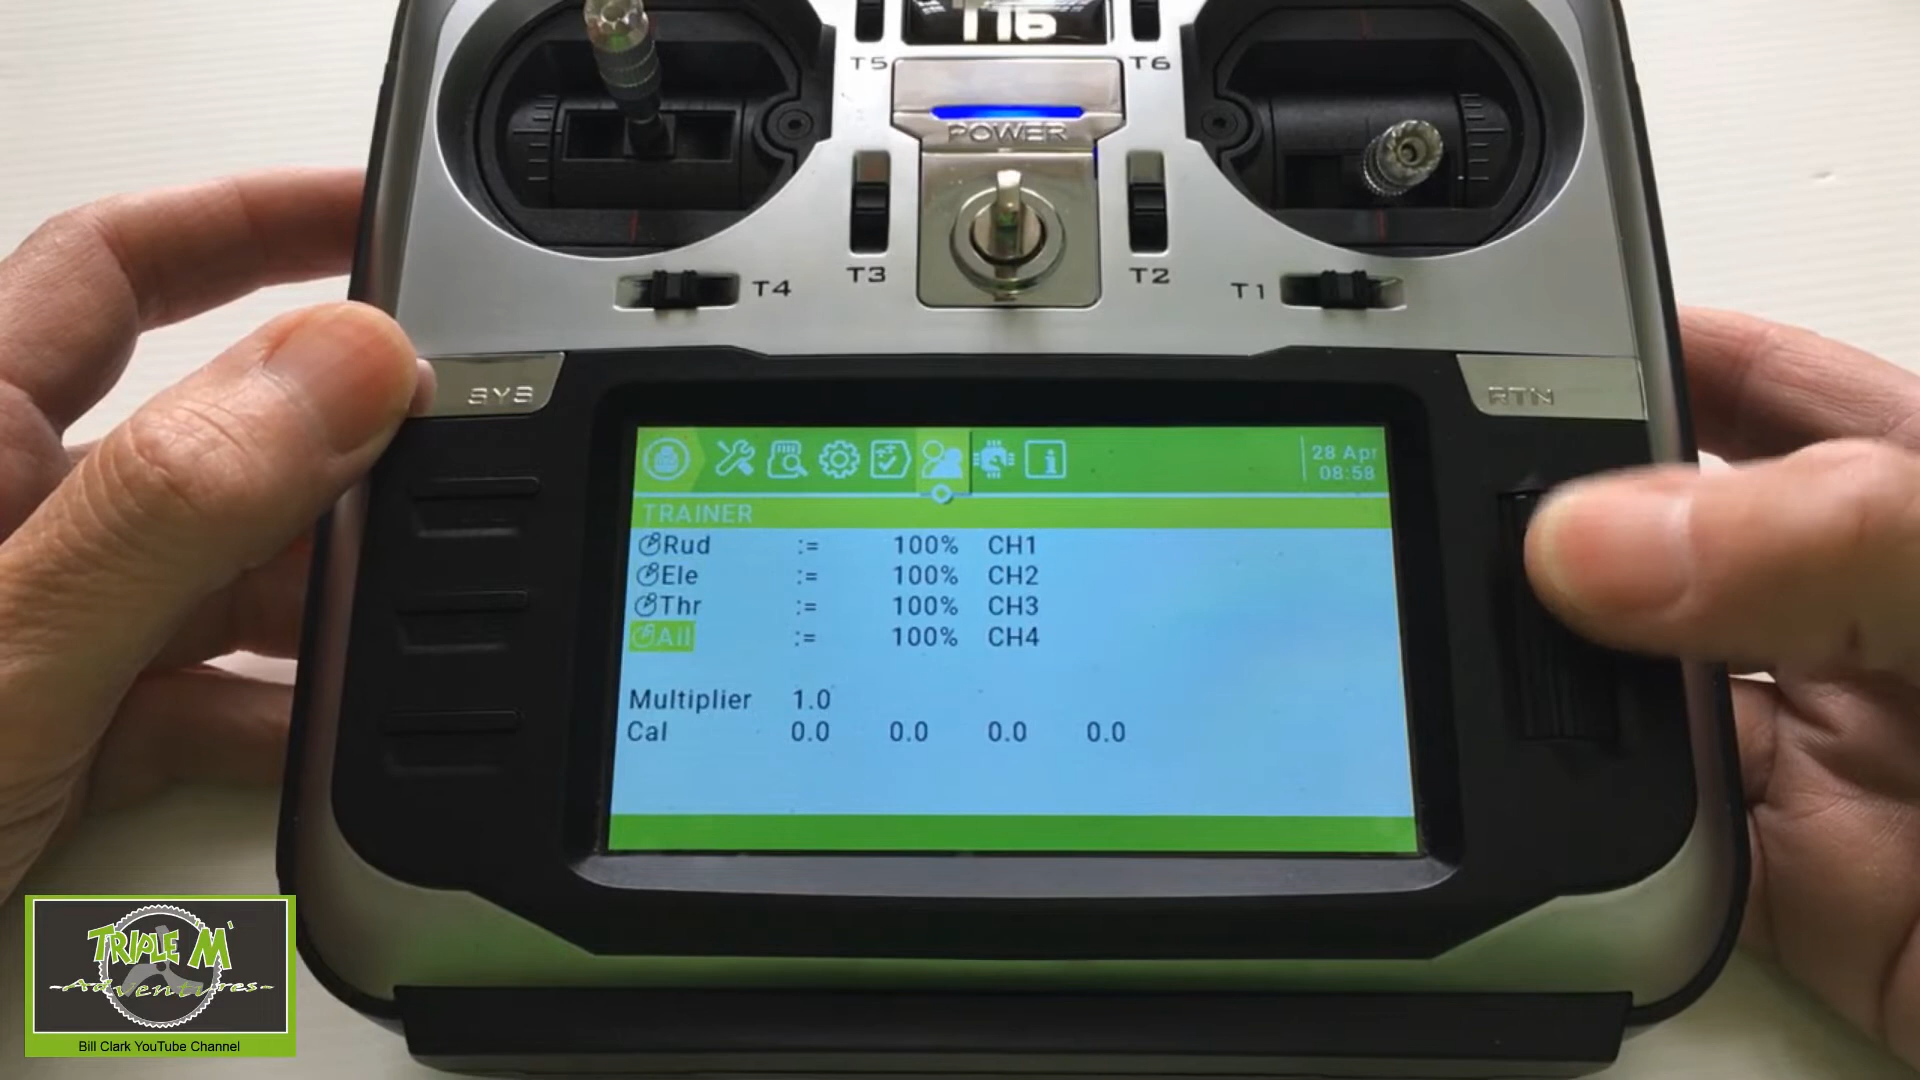 T16
T5
T6
POWER
T4
T3
T2
T1
SYS
RTN
28 Apr
08:58
TRAINER
Rud := 100% CH1
Ele := 100% CH2
Thr := 100% CH3
Ail := 100% CH4
Multiplier 1.0
Cal 0.0 0.0 0.0 0.0
TRIPLE M'
-Adventures-
Bill Clark YouTube Channel